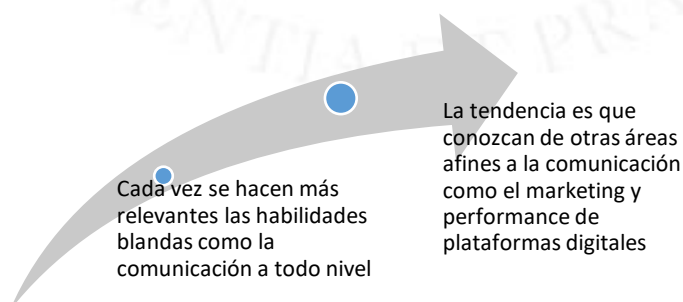 Cada vez se hacen más
relevantes las habilidades
blandas como la
comunicación a todo nivel
La tendencia es que
conozcan de otras áreas
afines a la comunicación
como el marketing y
performance de
plataformas digitales